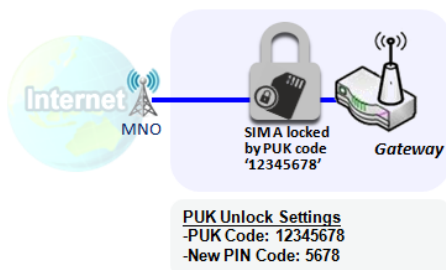 Internet
MNO
SIM A locked
by PUK code
‘12345678’
Gateway
PUK Unlock Settings
-PUK Code: 12345678
-New PIN Code: 5678